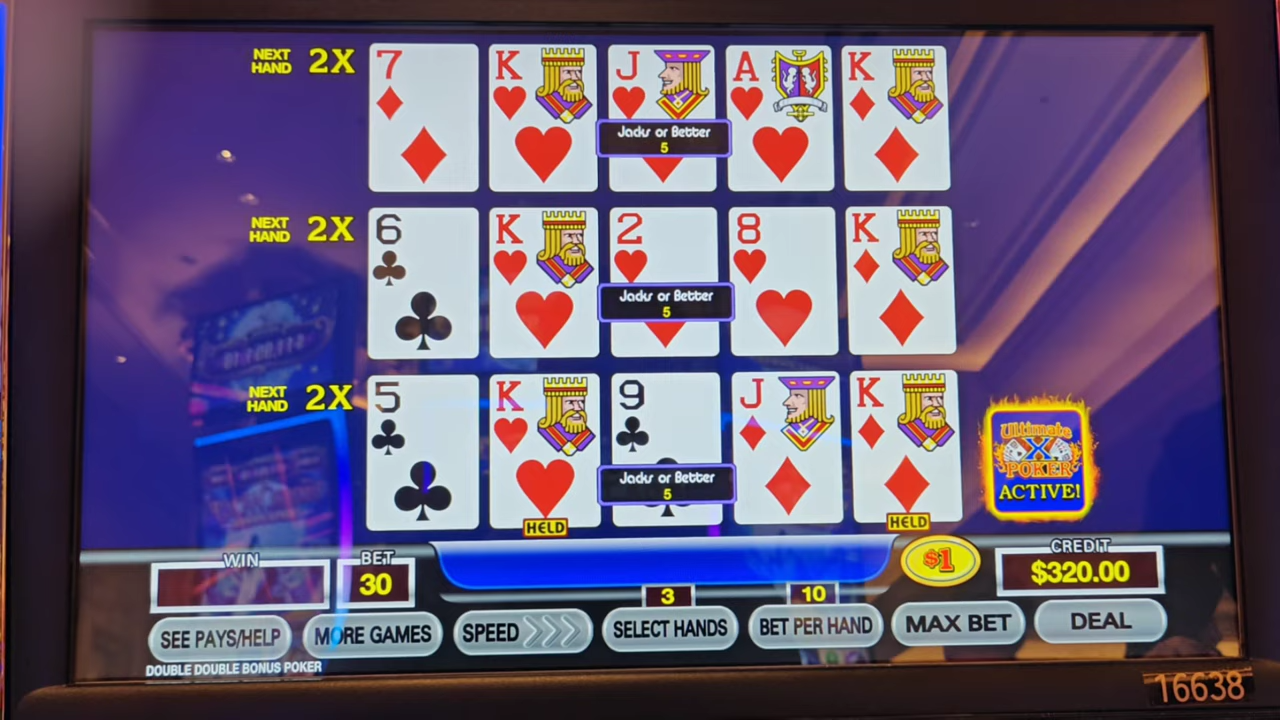 NEXT HAND 2X
7 K J A K
Jacks or Better
5
NEXT HAND 2X
6 K 2 8 K
Jacks or Better
5
NEXT HAND 2X
5 K 9 J K
Jacks or Better
5
HELD HELD
Ultimate
X
POKER
ACTIVE!
WIN
BET
30
3
10
$1
CREDIT
$320.00
SEE PAYS/HELP
MORE GAMES
SPEED
SELECT HANDS
BET PER HAND
MAX BET
DEAL
DOUBLE DOUBLE BONUS POKER
16638